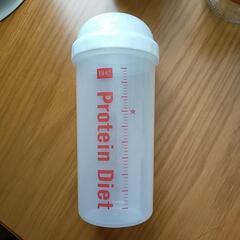 DHC
Protein Diet